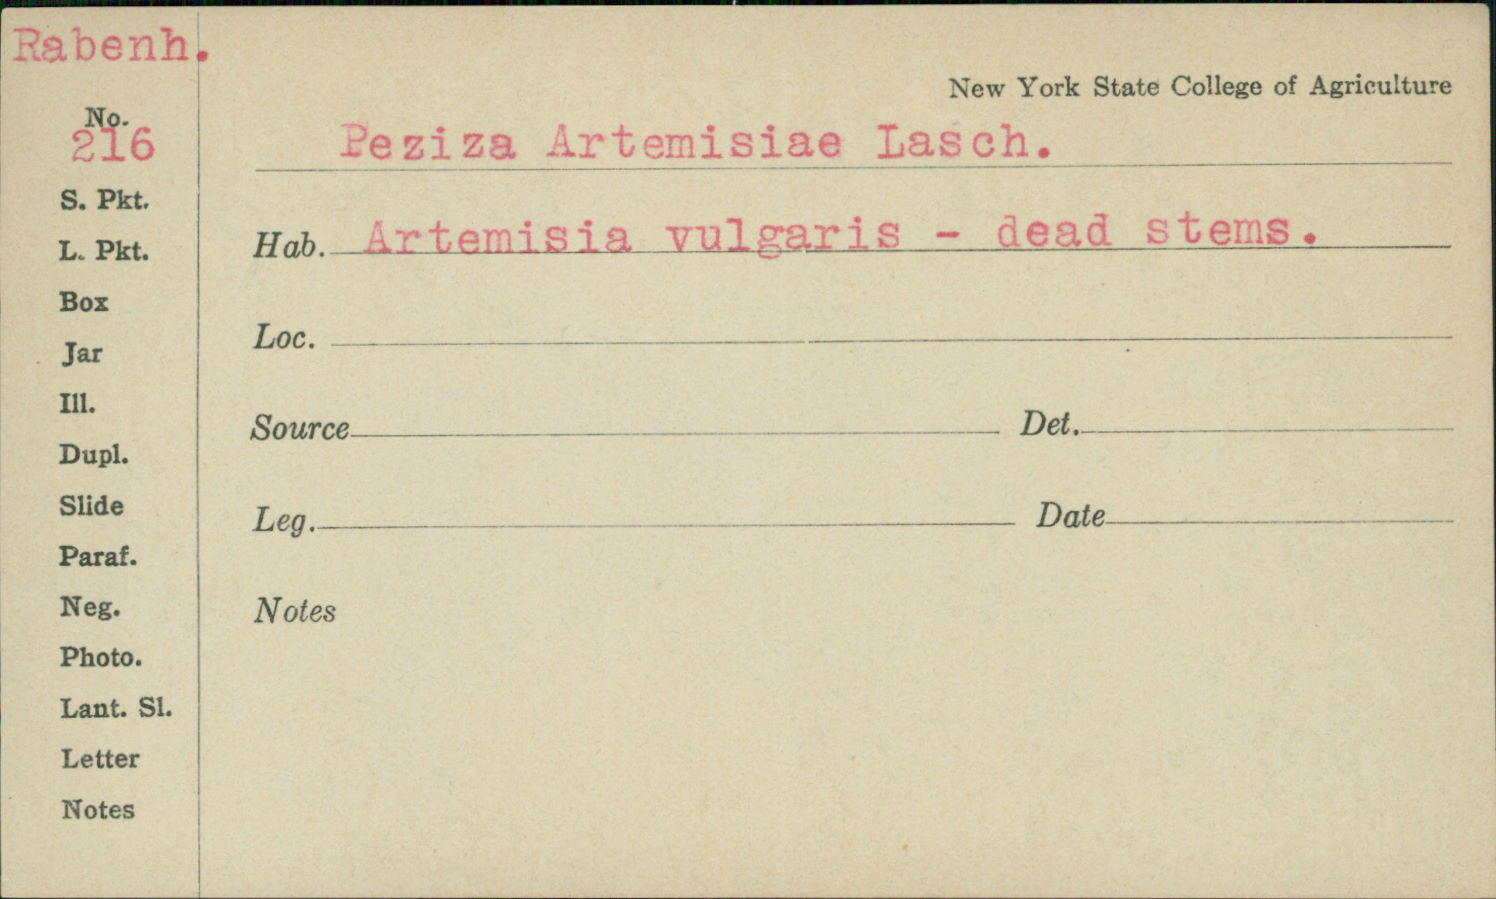 Rabenh.
New York State College of Agriculture
No.
216
Peziza Artemisiae Lasch.
S. Pkt.
Hab. Artemisia vulgaris - dead stems.
L. Pkt.
Box
Loc.
Jar
Ill.
Source Det.
Dupl.
Slide
Leg. Date
Paraf.
Neg.
Notes
Photo.
Lant. Sl.
Letter
Notes